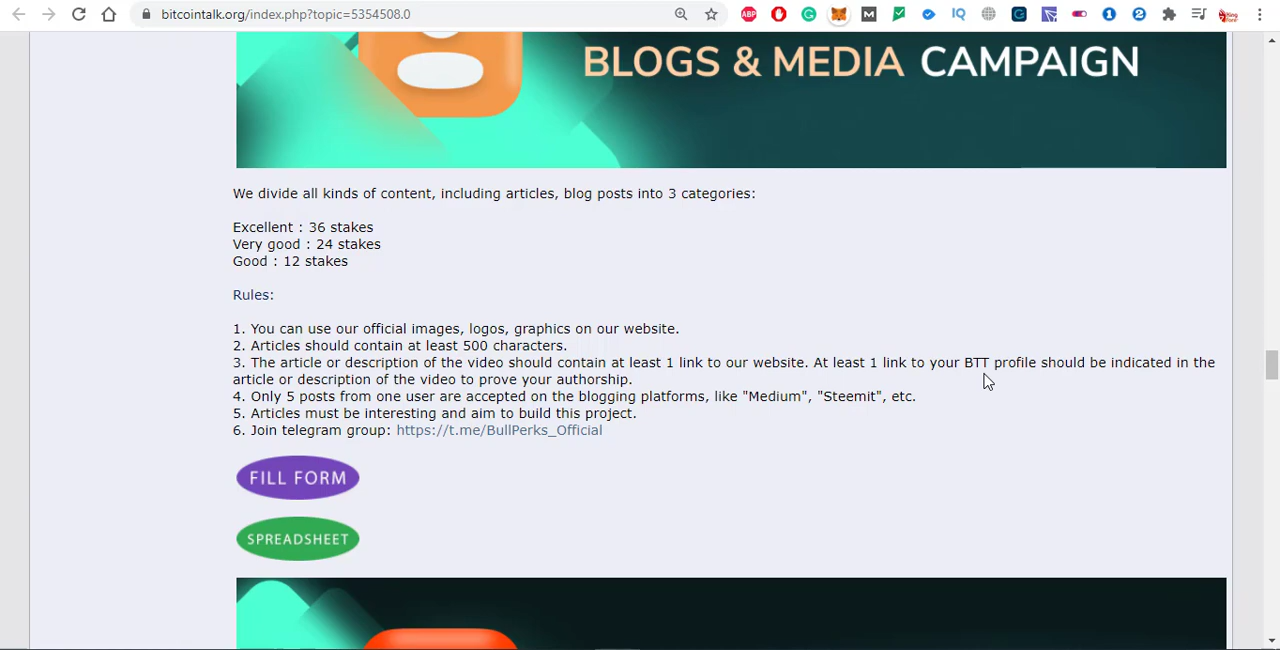 bitcointalk.org/index.php?topic=5354508.0
BLOGS & MEDIA CAMPAIGN
We divide all kinds of content, including articles, blog posts into 3 categories:
Excellent : 36 stakes
Very good : 24 stakes
Good : 12 stakes
Rules:
1. You can use our official images, logos, graphics on our website.
2. Articles should contain at least 500 characters.
3. The article or description of the video should contain at least 1 link to our website. At least 1 link to your BTT profile should be indicated in the
article or description of the video to prove your authorship.
4. Only 5 posts from one user are accepted on the blogging platforms, like "Medium", "Steemit", etc.
5. Articles must be interesting and aim to build this project.
6. Join telegram group: https://t.me/BullPerks_Official
FILL FORM
SPREADSHEET